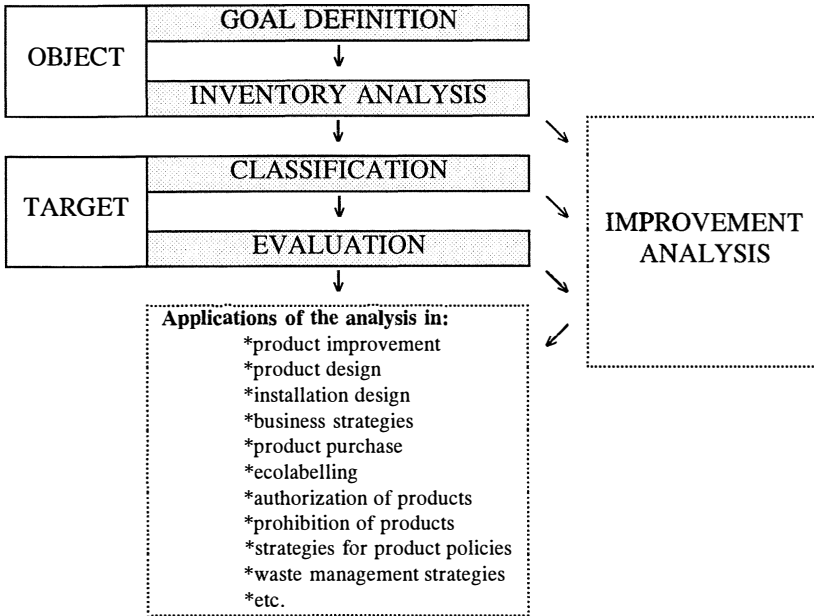 GOAL DEFINITION
OBJECT
INVENTORY ANALYSIS
CLASSIFICATION
TARGET
EVALUATION
IMPROVEMENT
ANALYSIS
Applications of the analysis in:
*product improvement
*product design
*installation design
*business strategies
*product purchase
*ecolabelling
*authorization of products
*prohibition of products
*strategies for product policies
*waste management strategies
*etc.